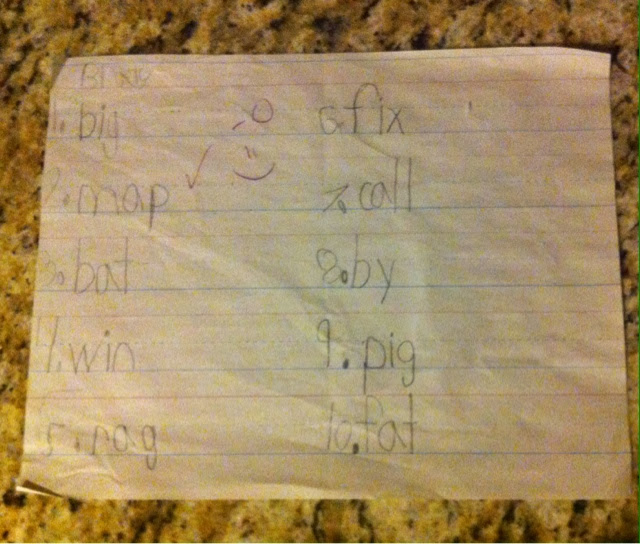 1. big
2. map
3. bat
4. win
5. rag
-0
6. fix
7. call
8. by
9. pig
10. fat